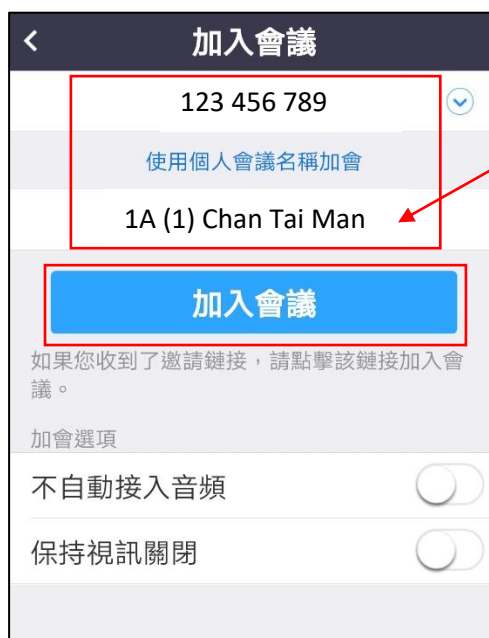 加入會議
123 456 789
使用個人會議名稱加會
1A (1) Chan Tai Man
加入會議
如果您收到了邀請鏈接，請點擊該鏈接加入會
議。
加會選項
不自動接入音頻
保持視訊關閉